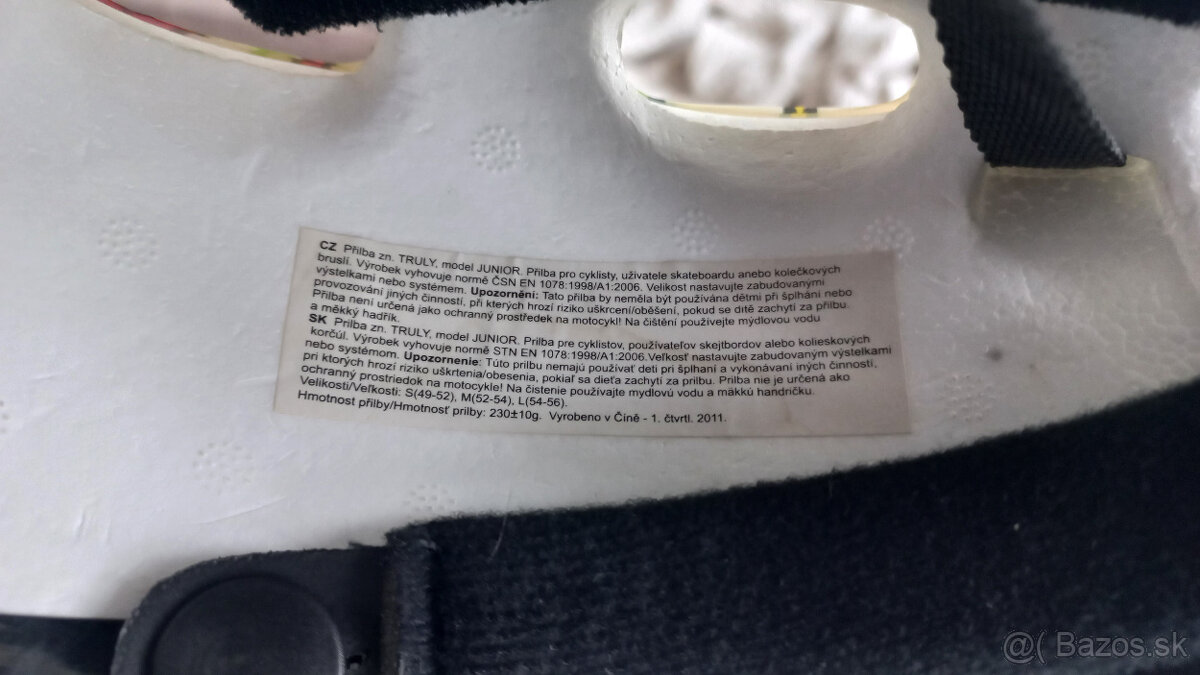 CZ Přilba zn. TRULY, model JUNIOR. Přilba pro cyklisty, uživatele skateboardu anebo kolečkových
bruslí. Výrobek vyhovuje normě ČSN EN 1078:1998/A1:2006. Velikost nastavujte zabudovanými
výstelkami nebo systémem. Upozornění: Tato přilba by neměla být používána dětmi při šplhání nebo
provozování jiných činností, při kterých hrozí riziko uškrcení/oběšení, pokud se dítě zachytí za přilbu.
Přilba není určená jako ochranný prostředek na motocykl! Na čištění používejte mýdlovou vodu
a měkký hadřík.
SK Prilba zn. TRULY, model JUNIOR. Prilba pre cyklistov, používateľov skejtbordov alebo kolieskových
korčúl. Výrobek vyhovuje normě STN EN 1078:1998/A1:2006.Veľkosť nastavujte zabudovaným výstelkami
nebo systémom. Upozornenie: Túto prilbu nemajú používať deti pri šplhaní a vykonávaní iných činností,
pri ktorých hrozí riziko uškrtenia/obesenia, pokiaľ sa dieťa zachytí za prilbu. Prilba nie je určená ako
ochranný prostriedok na motocykle! Na čistenie používajte mydlovú vodu a mäkkú handričku.
Velikosti/Veľkosti: S(49-52), M(52-54), L(54-56).
Hmotnost přilby/Hmotnosť prilby: 230±10g. Vyrobeno v Číně - 1. čtvrtl. 2011.
@( Bazos.sk